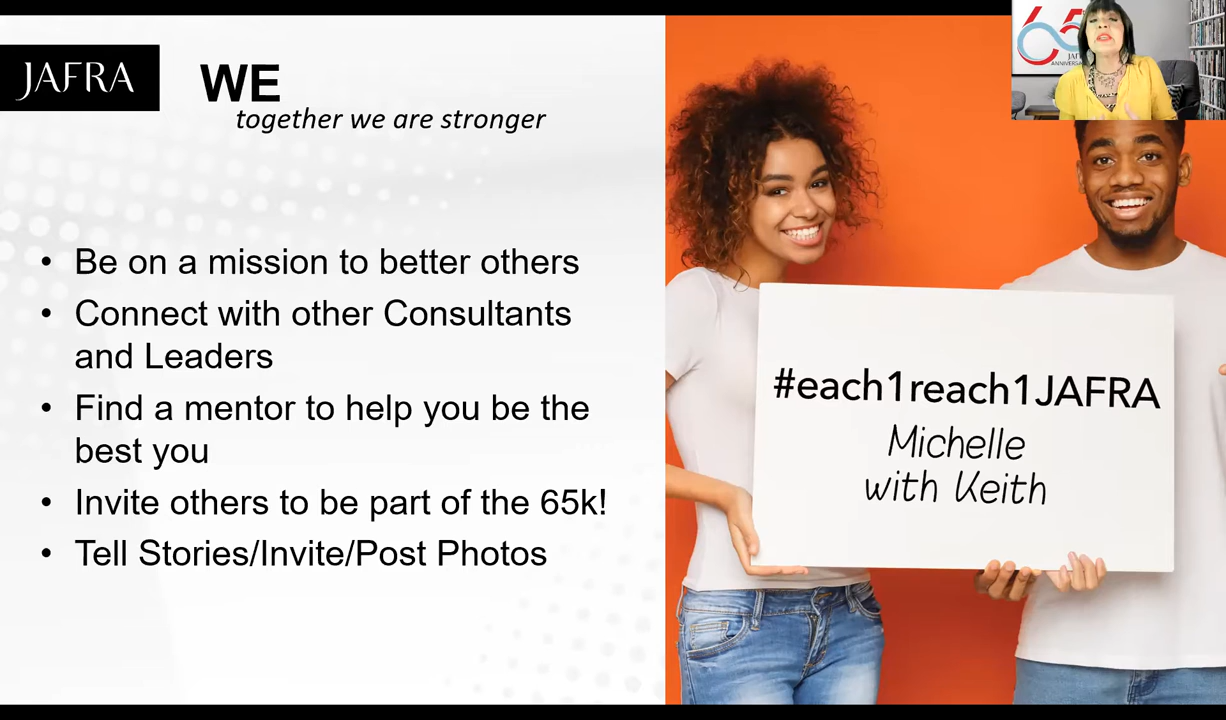 JAFRA
WE
together we are stronger
• Be on a mission to better others
• Connect with other Consultants
and Leaders
• Find a mentor to help you be the
best you
• Invite others to be part of the 65k!
• Tell Stories/Invite/Post Photos
#each1reach1JAFRA
Michelle
with Keith
65
ANNIVERSARY